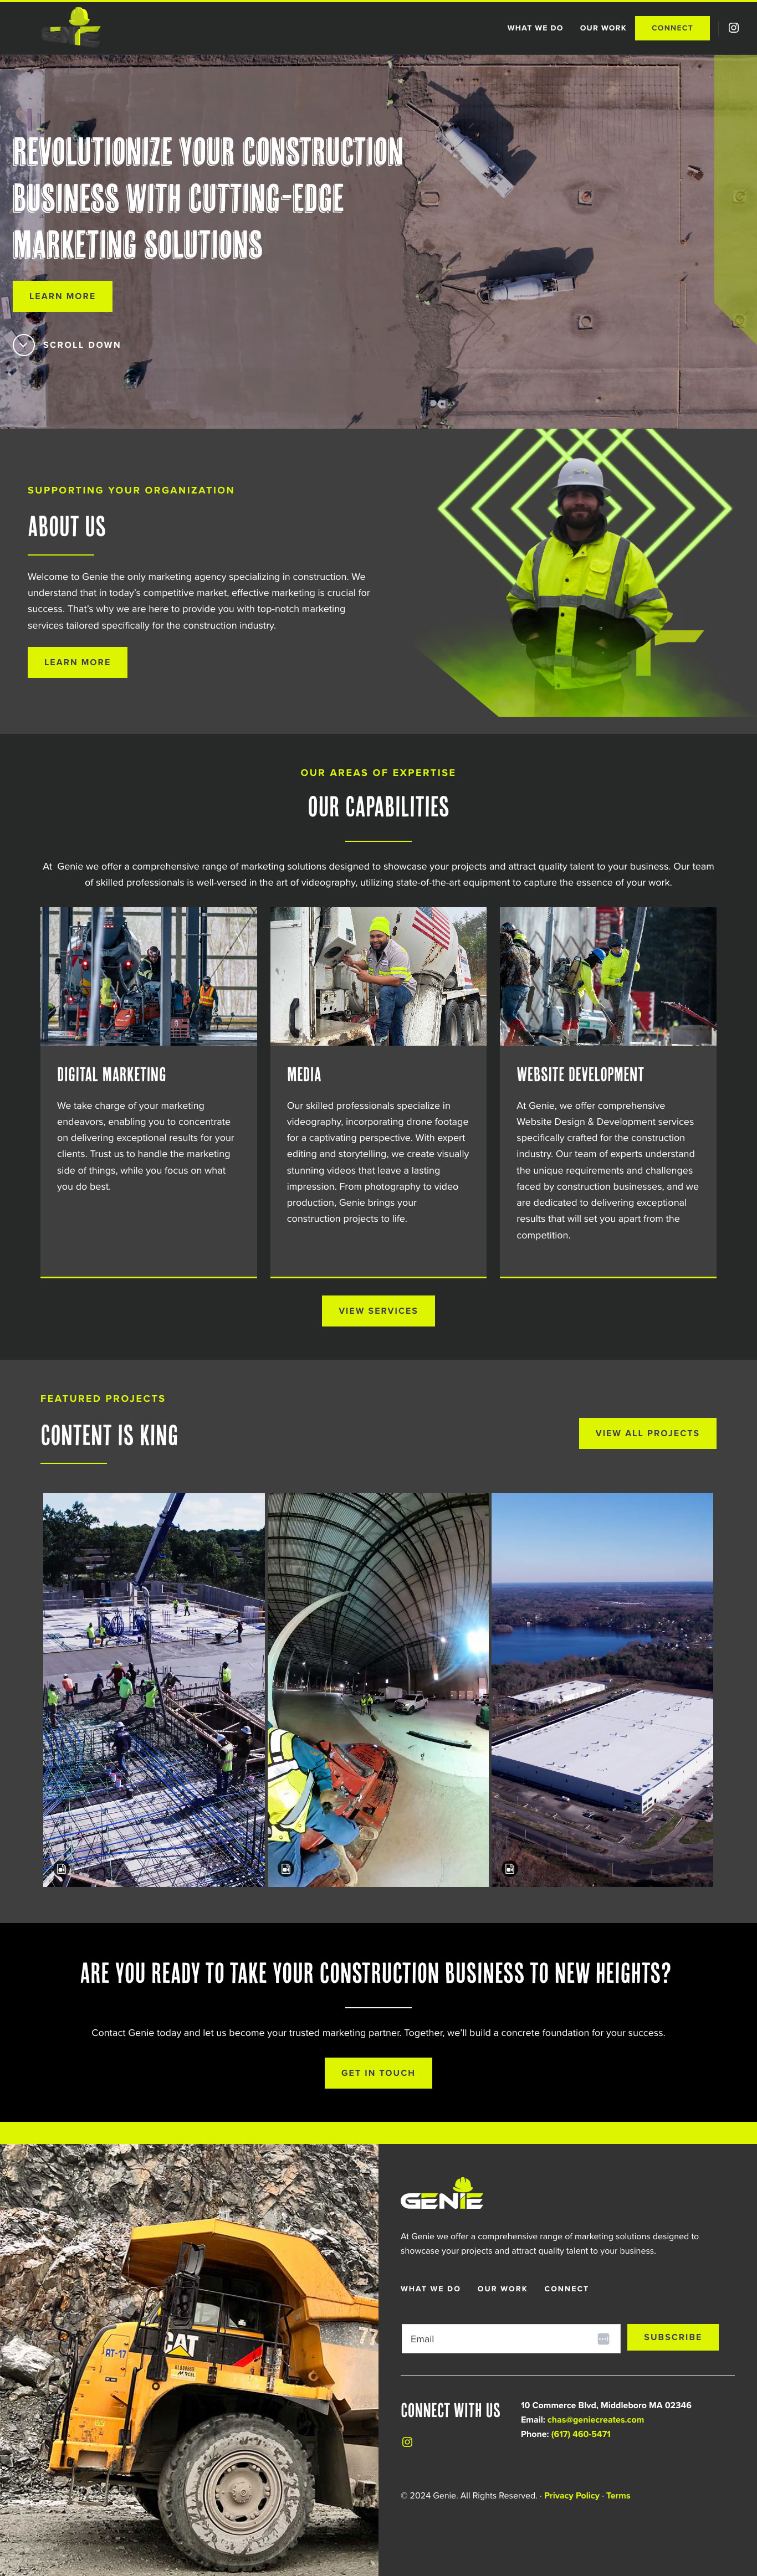 WHAT WE DO
OUR WORK
CONNECT
REVOLUTIONIZE YOUR CONSTRUCTION
BUSINESS WITH CUTTING-EDGE
MARKETING SOLUTIONS
LEARN MORE
SCROLL DOWN
SUPPORTING YOUR ORGANIZATION
ABOUT US
Welcome to Genie the only marketing agency specializing in construction. We
understand that in today's competitive market, effective marketing is crucial for
success. That's why we are here to provide you with top-notch marketing
services tailored specifically for the construction industry.
LEARN MORE
OUR AREAS OF EXPERTISE
OUR CAPABILITIES
At Genie we offer a comprehensive range of marketing solutions designed to showcase your projects and attract quality talent to your business. Our team
of skilled professionals is well-versed in the art of videography, utilizing state-of-the-art equipment to capture the essence of your work.
DIGITAL MARKETING
We take charge of your marketing
endeavors, enabling you to concentrate
on delivering exceptional results for your
clients. Trust us to handle the marketing
side of things, while you focus on what
you do best.
MEDIA
Our skilled professionals specialize in
videography, incorporating drone footage
for a captivating perspective. With expert
editing and storytelling, we create visually
stunning videos that leave a lasting
impression. From photography to video
production, Genie brings your
construction projects to life.
WEBSITE DEVELOPMENT
At Genie, we offer comprehensive
Website Design & Development services
specifically crafted for the construction
industry. Our team of experts understand
the unique requirements and challenges
faced by construction businesses, and we
are dedicated to delivering exceptional
results that will set you apart from the
competition.
VIEW SERVICES
FEATURED PROJECTS
CONTENT IS KING
VIEW ALL PROJECTS
ARE YOU READY TO TAKE YOUR CONSTRUCTION BUSINESS TO NEW HEIGHTS?
Contact Genie today and let us become your trusted marketing partner. Together, we'll build a concrete foundation for your success.
GET IN TOUCH
CAT
AT-17
77
GENIE
At Genie we offer a comprehensive range of marketing solutions designed to
showcase your projects and attract quality talent to your business.
WHAT WE DO
OUR WORK
CONNECT
Email
SUBSCRIBE
CONNECT WITH US
10 Commerce Blvd, Middleboro MA 02346
Email: chas@geniecreates.com
Phone: (617) 460-5471
© 2024 Genie. All Rights Reserved. · Privacy Policy · Terms